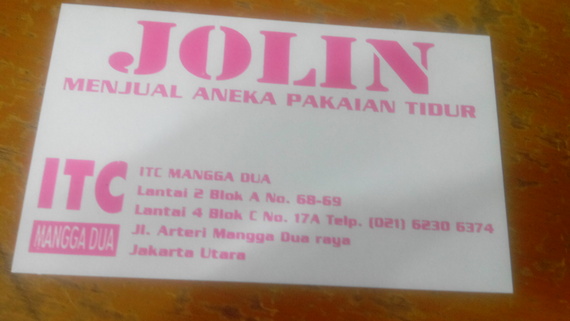 JOLIN
MENJUAL ANEKA PAKAIAN TIDUR
ITC
MANGGA DUA
ITC MANGGA DUA
Lantai 2 Blok A No. 68-69
Lantai 4 Blok C No. 17A Telp. (021) 6230 6374
Jl. Arteri Mangga Dua raya
Jakarta Utara